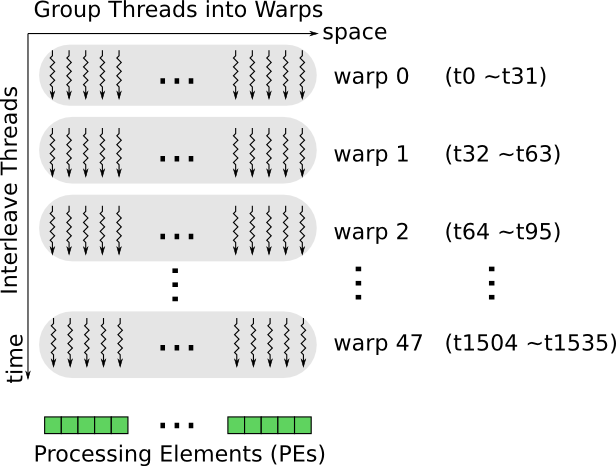 Group Threads into Warps
space
warp 0 (t0 ~t31)
warp 1 (t32 ~t63)
warp 2 (t64 ~t95)
warp 47 (t1504 ~t1535)
Interleave Threads
time
Processing Elements (PEs)